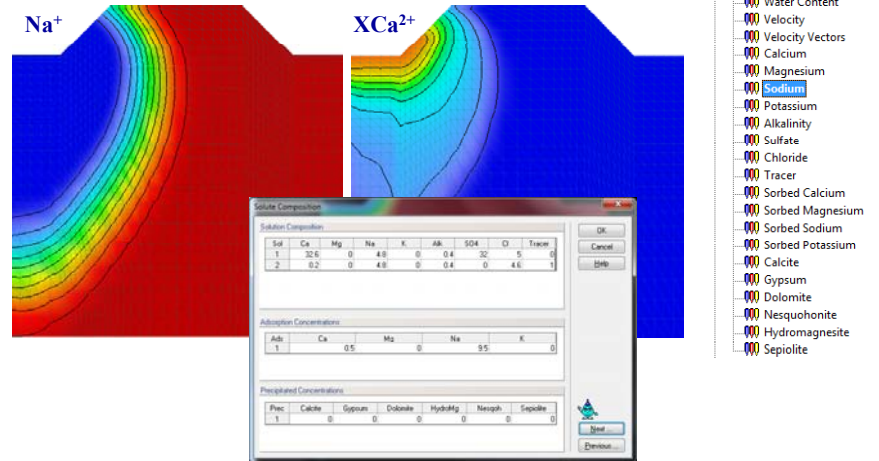 Na+
XCa2+
Water Content
Velocity
Velocity Vectors
Calcium
Magnesium
Sodium
Potassium
Alkalinity
Sulfate
Chloride
Tracer
Sorbed Calcium
Sorbed Magnesium
Sorbed Sodium
Sorbed Potassium
Calcite
Gypsum
Dolomite
Nesquohonite
Hydromagnesite
Sepiolite
Solute Composition
Solution Composition
Sol Ca Mg Na K Alk SO4 Cl Tracer
1 32.6 0 4.8 0 0.4 32 5 0
2 0.2 0 4.8 0 0.4 0 4.6 1
Adsorption Concentrations
Ads Ca Mg Na K
1 0.5 0 9.5 0
Precipitated Concentrations
Prec Calcite Gypsum Dolomite HydroMg Nesqoh Sepiolite
1 0 0 0 0 0 0
OK
Cancel
Help
Next ...
Previous ...